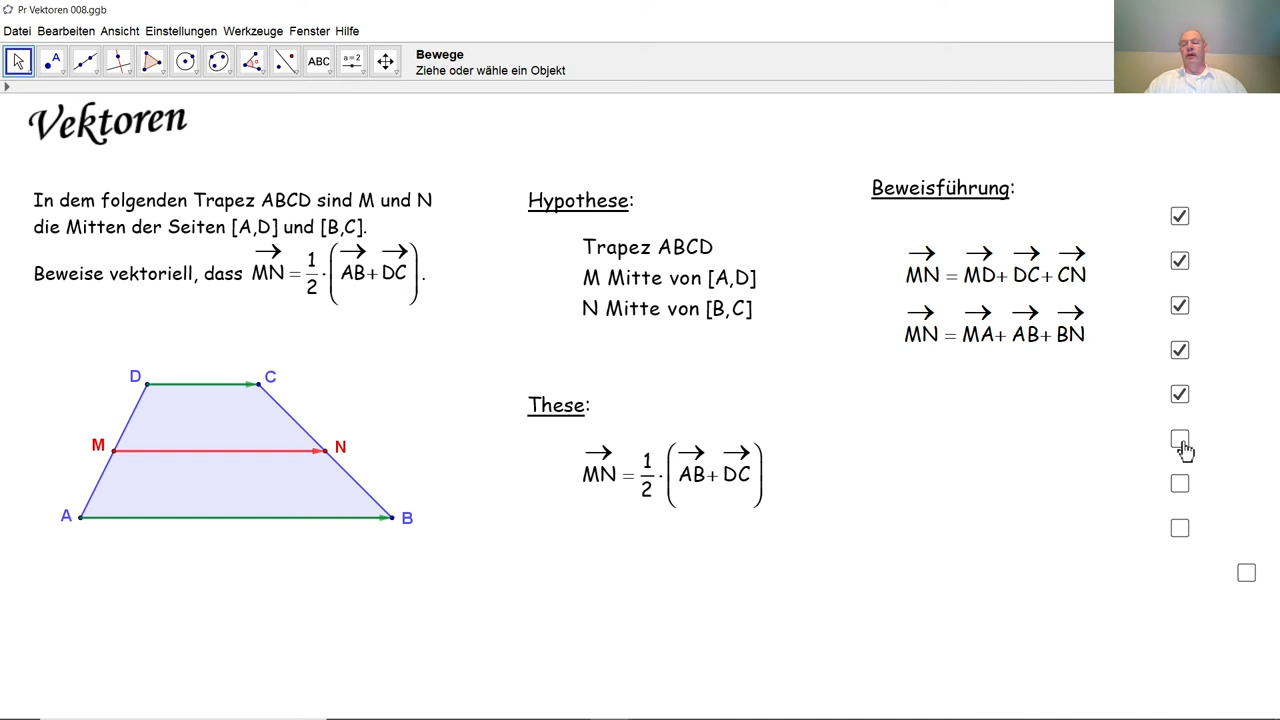 Pr Vektoren 008.ggb
Datei Bearbeiten Ansicht Einstellungen Werkzeuge Fenster Hilfe
A
ABC
a=2
Bewege
Ziehe oder wähle ein Objekt
Vektoren
In dem folgenden Trapez ABCD sind M und N
die Mitten der Seiten [A,D] und [B,C].
Beweise vektoriell, dass MN⃗ = 1/2 · (AB⃗ + DC⃗).
D
C
M
N
A
B
Hypothese:
Trapez ABCD
M Mitte von [A,D]
N Mitte von [B,C]
These:
MN⃗ = 1/2 · (AB⃗ + DC⃗)
Beweisführung:
MN⃗ = MD⃗ + DC⃗ + CN⃗
MN⃗ = MA⃗ + AB⃗ + BN⃗